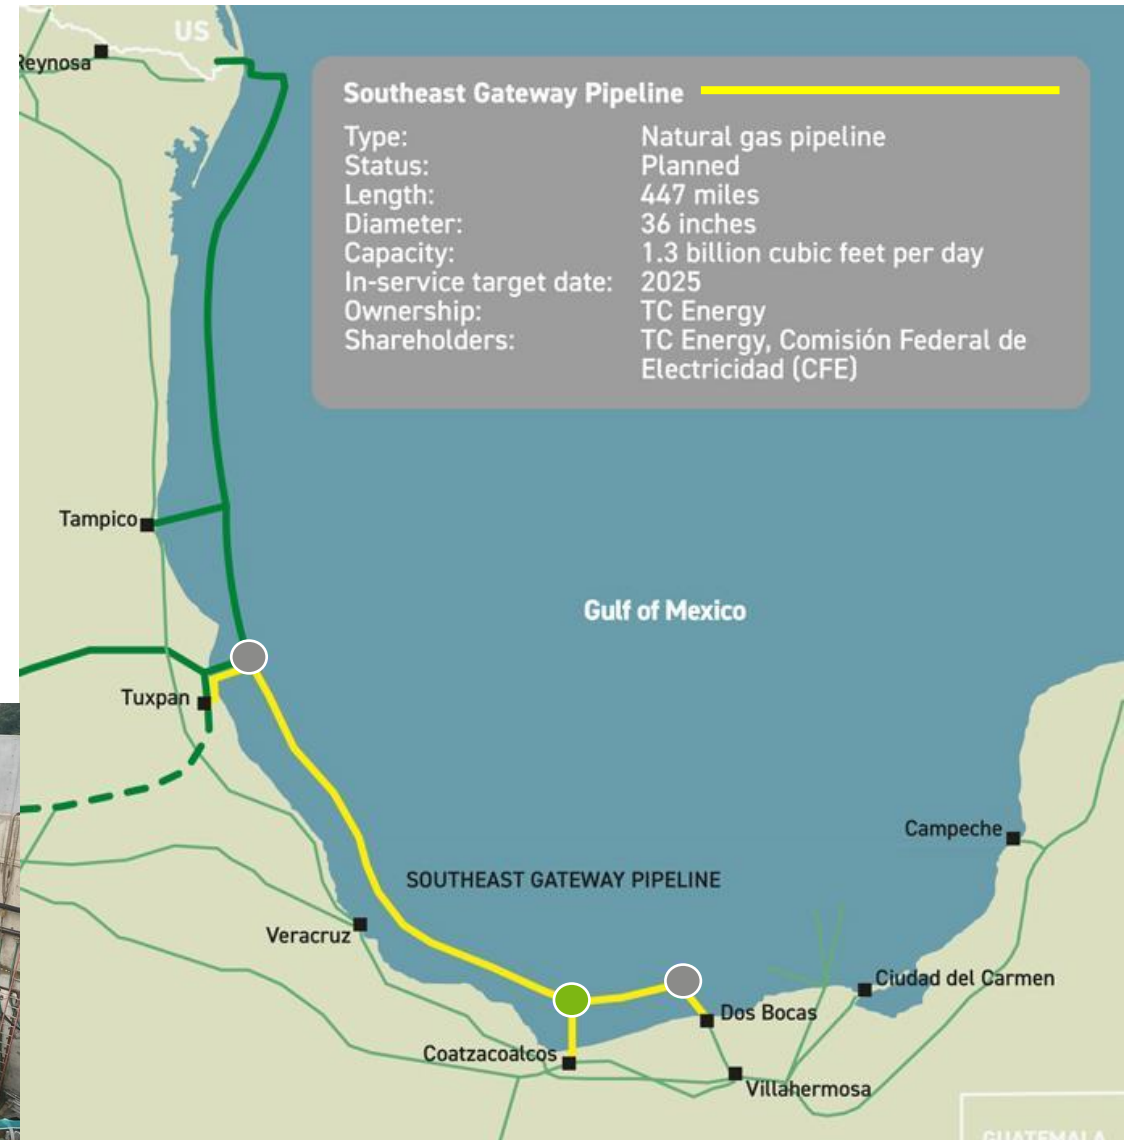 US
Reynosa
Southeast Gateway Pipeline
Type: Natural gas pipeline
Status: Planned
Length: 447 miles
Diameter: 36 inches
Capacity: 1.3 billion cubic feet per day
In-service target date: 2025
Ownership: TC Energy
Shareholders: TC Energy, Comisión Federal de
Electricidad (CFE)
Tampico
Gulf of Mexico
Tuxpan
Campeche
SOUTHEAST GATEWAY PIPELINE
Veracruz
Ciudad del Carmen
Dos Bocas
Coatzacoalcos
Villahermosa
GUATEMALA